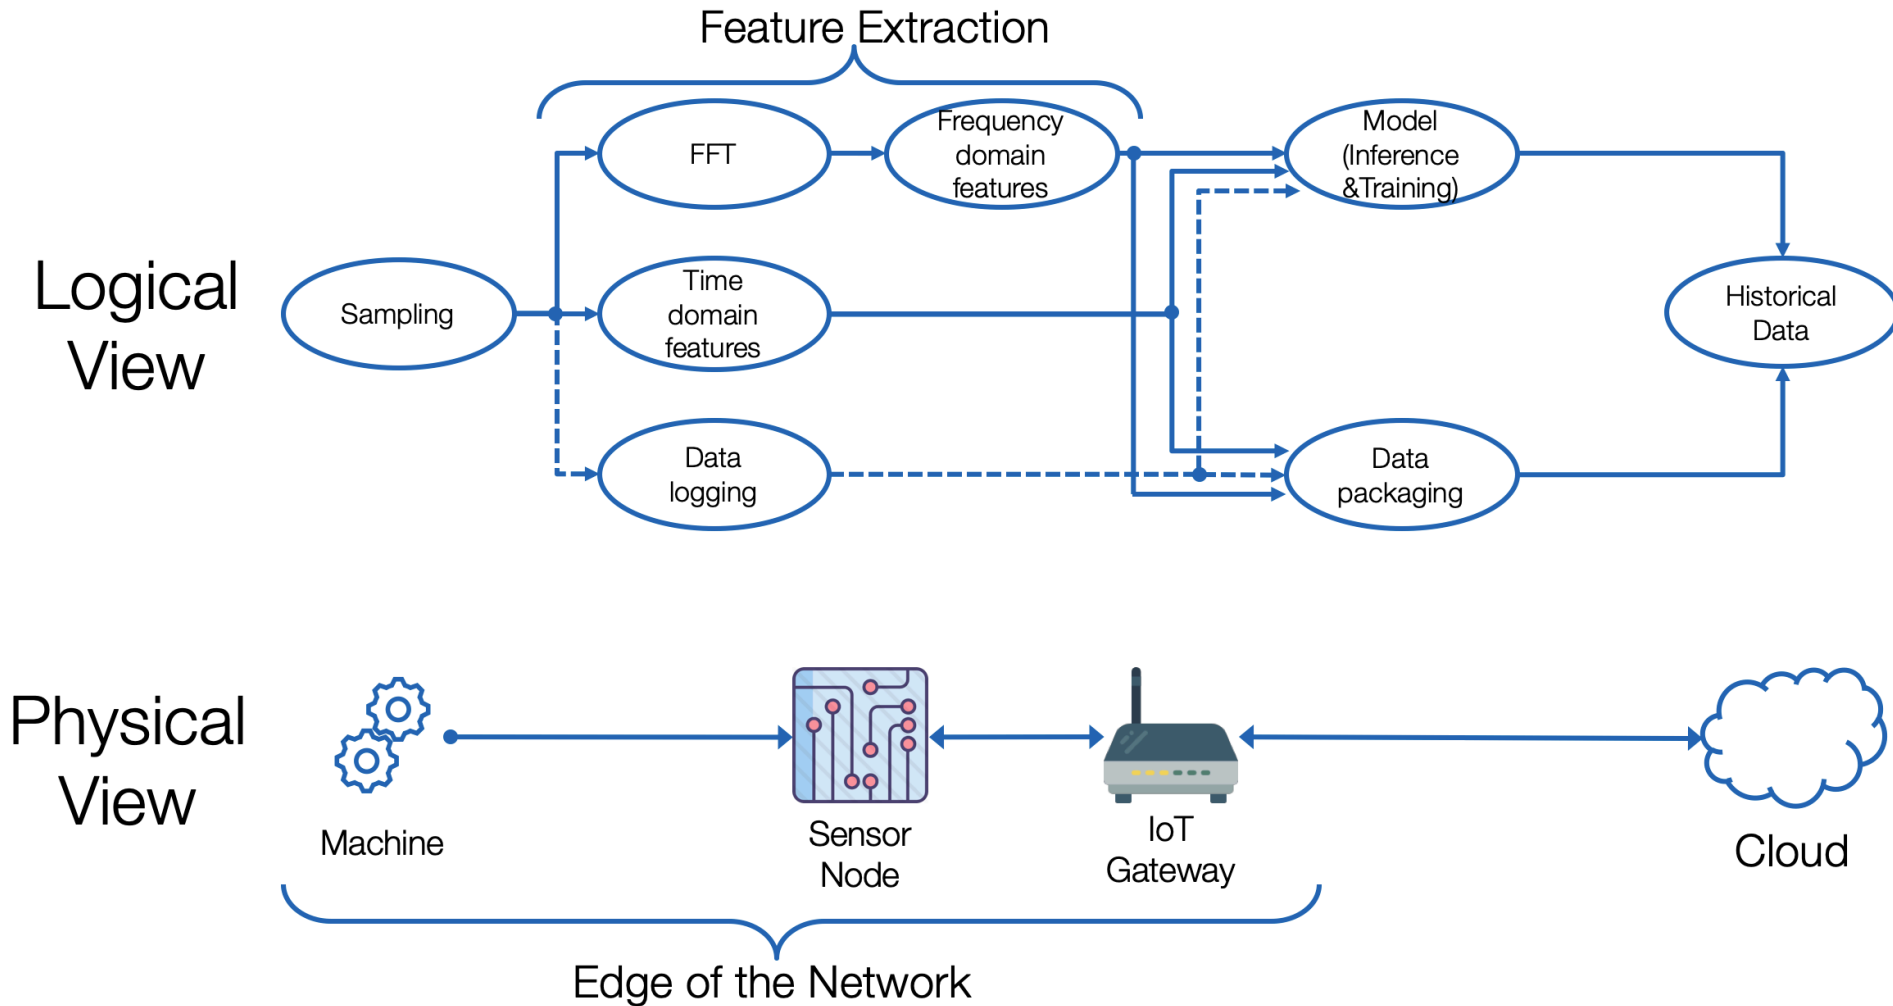 Feature Extraction
FFT
Frequency
domain
features
Model
(Inference
&Training)
Logical
View
Sampling
Time
domain
features
Historical
Data
Data
logging
Data
packaging
Physical
View
Machine
Sensor
Node
IoT
Gateway
Cloud
Edge of the Network